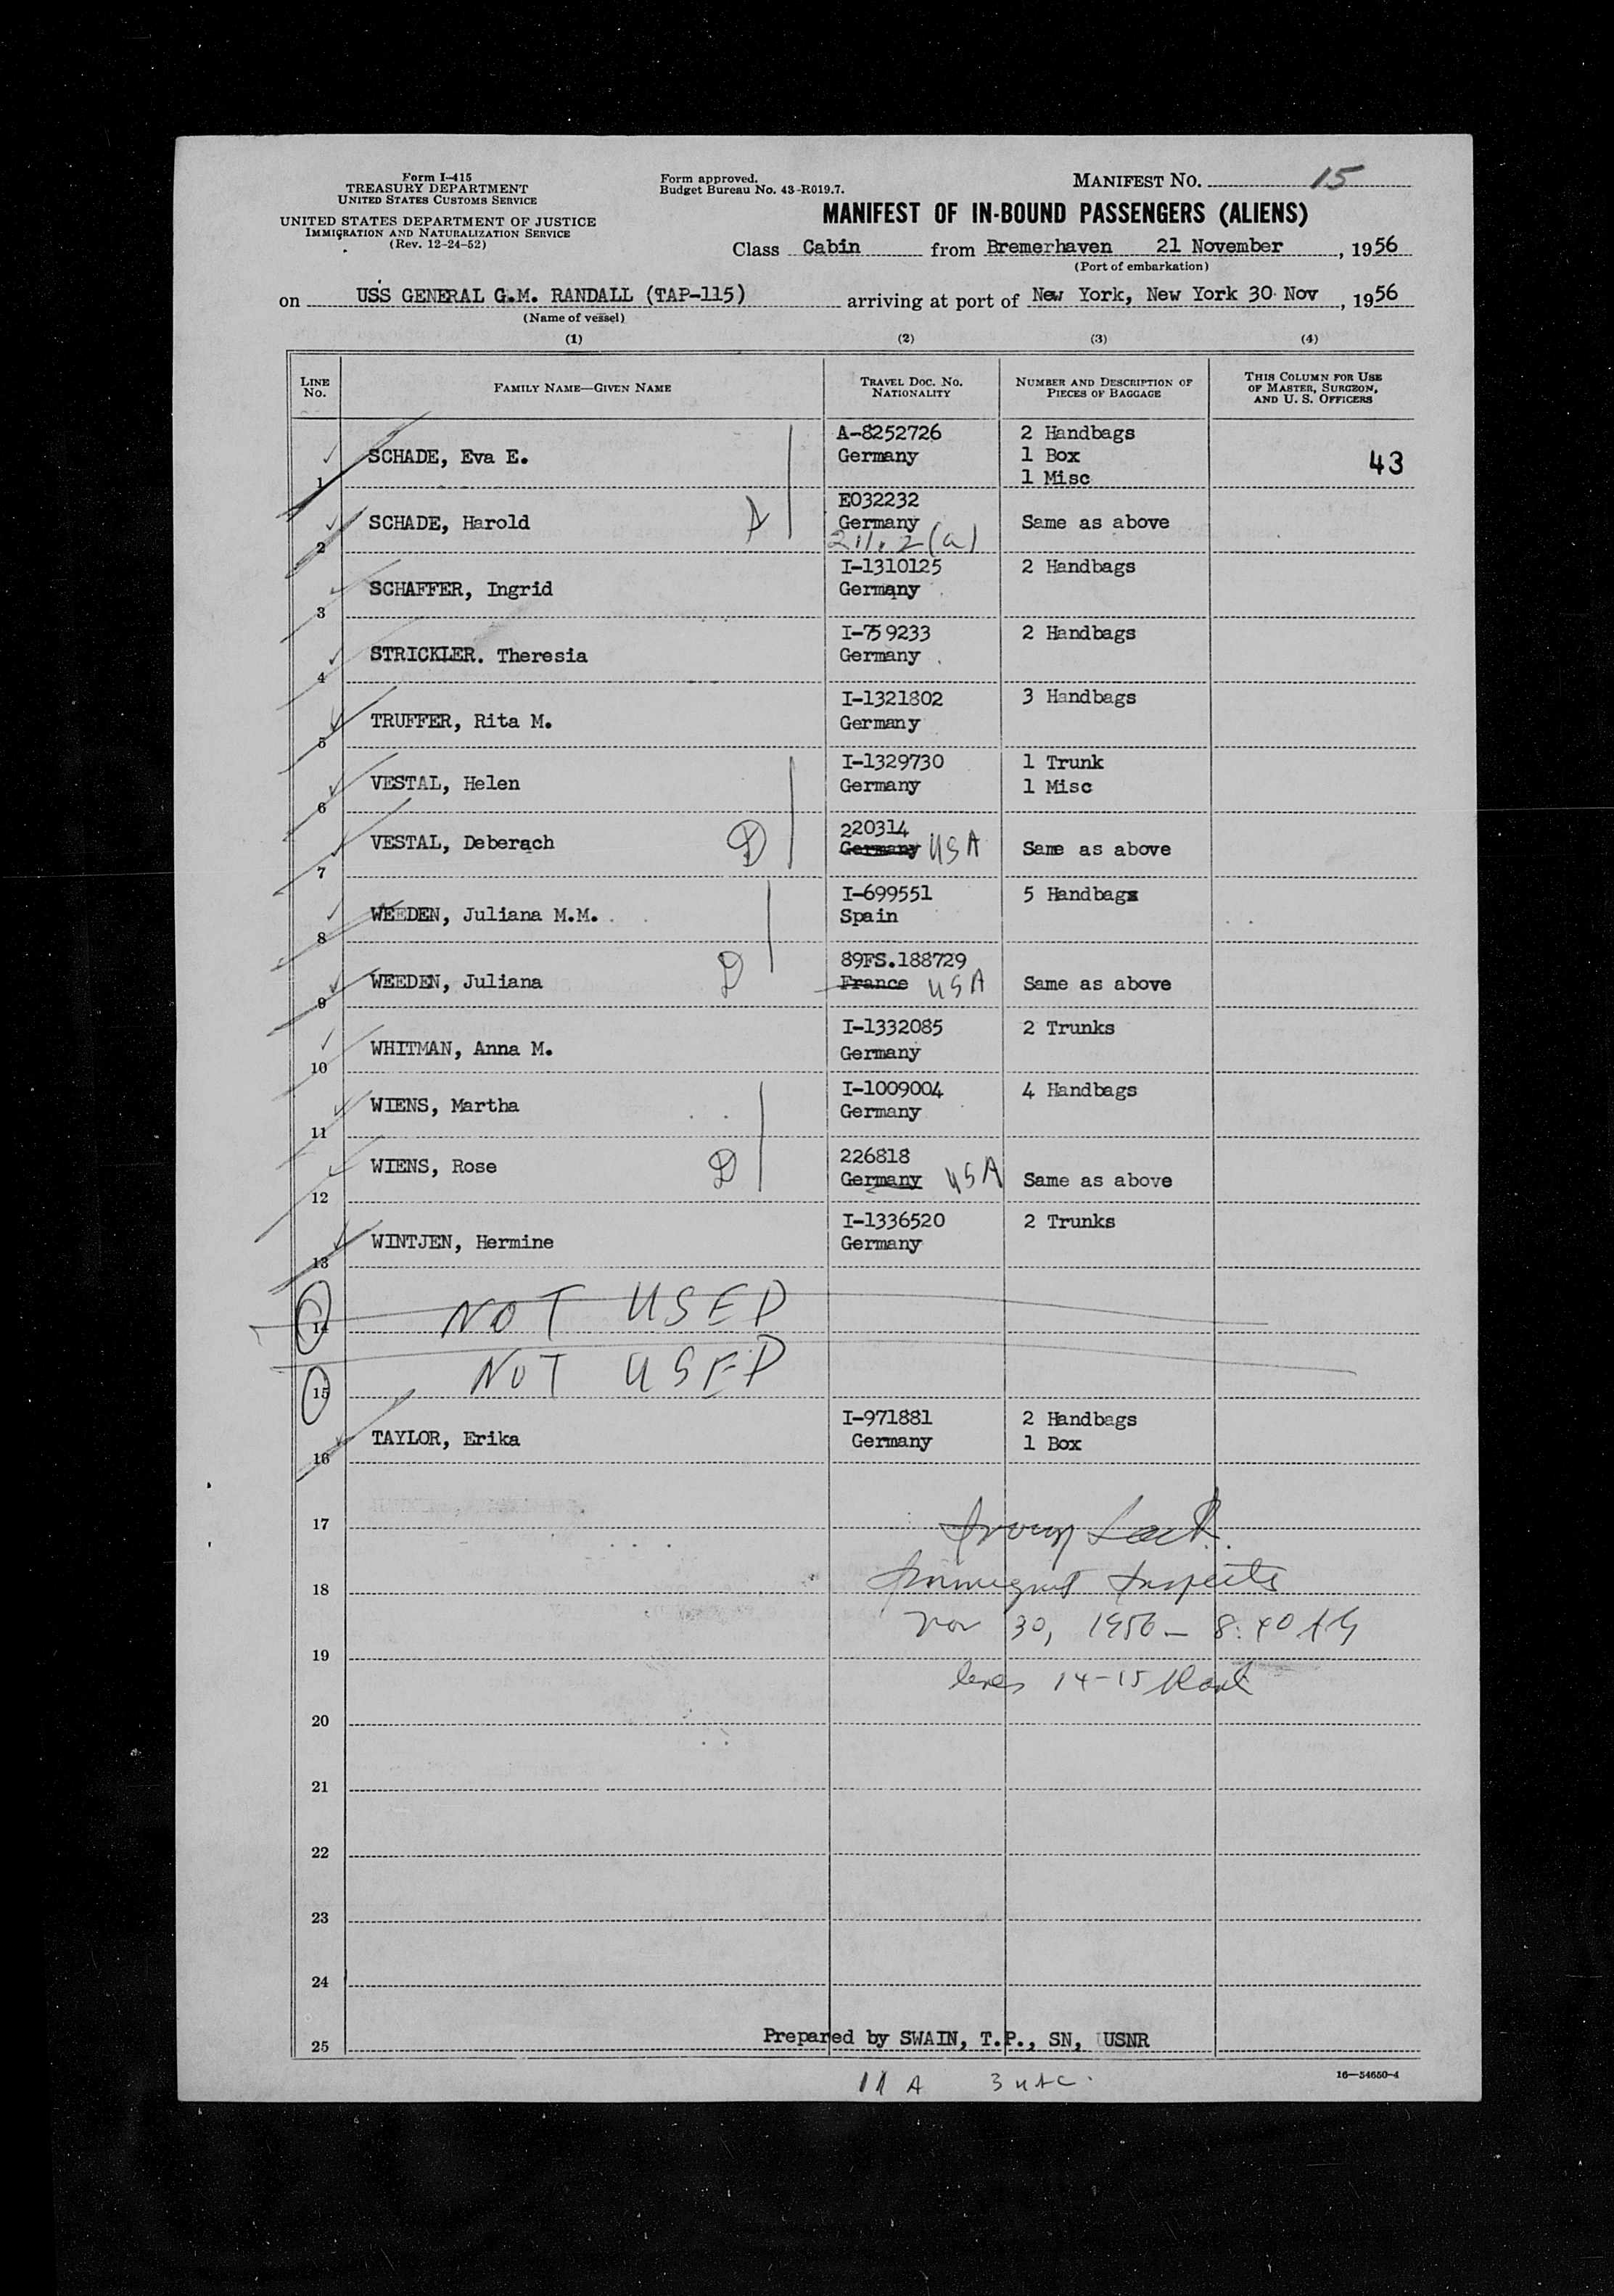 Form I-415
TREASURY DEPARTMENT
UNITED STATES CUSTOMS SERVICE
UNITED STATES DEPARTMENT OF JUSTICE
IMMIGRATION AND NATURALIZATION SERVICE
(Rev. 12-24-52)
Form approved.
Budget Bureau No. 43-R019.7.
MANIFEST NO. 15
MANIFEST OF IN-BOUND PASSENGERS (ALIENS)
Class Cabin from Bremerhaven 21 November, 1956
(Port of embarkation)
on USS GENERAL G.M. RANDALL (TAP-115) arriving at port of New York, New York 30 Nov, 1956
(Name of vessel)
(1) (2) (3) (4)
LINE NO.
FAMILY NAME—GIVEN NAME
TRAVEL DOC. NO.
NATIONALITY
NUMBER AND DESCRIPTION OF
PIECES OF BAGGAGE
THIS COLUMN FOR USE
OF MASTER, SURGEON,
AND U. S. OFFICERS
A-8252726 2 Handbags
SCHADE, Eva E. Germany 1 Box 43
1 1 Misc
E032232
SCHADE, Harold Germany Same as above
2 211.2(a)
I-1310125 2 Handbags
SCHAFFER, Ingrid Germany
3
I-759233 2 Handbags
STRICKLER. Theresia Germany
4
I-1321802 3 Handbags
TRUFFER, Rita M. Germany
5
I-1329730 1 Trunk
VESTAL, Helen Germany 1 Misc
6
220314
VESTAL, Deberach D Germany USA Same as above
7
I-699551 5 Handbags
WEEDEN, Juliana M.M. Spain
8
89FS.188729
WEEDEN, Juliana D France USA Same as above
9
I-1332085 2 Trunks
WHITMAN, Anna M. Germany
10
I-1009004 4 Handbags
WIENS, Martha Germany
11
226818
WIENS, Rose D Germany USA Same as above
12
I-1336520 2 Trunks
WINTJEN, Hermine Germany
13
NOT USED
14
NOT USED
15
I-971881 2 Handbags
TAYLOR, Erika Germany 1 Box
16
17
18 Immigrant Inspector
Nov 30, 1956 — 8:40
19
lines 14-15 blank
20
21
22
23
24
Prepared by SWAIN, T.P., SN, USNR
25
11 A 3 USC
16—54650-4